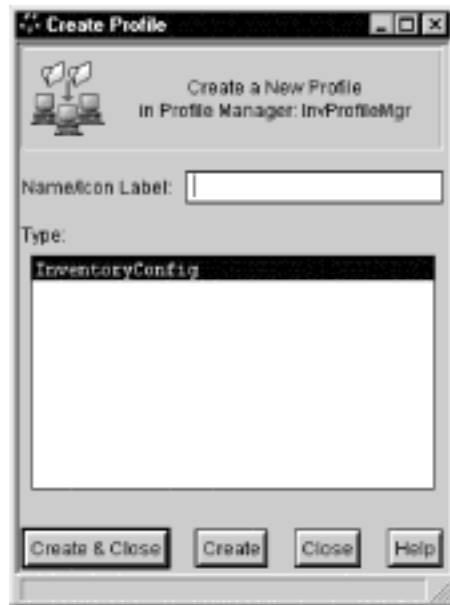 Create Profile
Create a New Profile
in Profile Manager: InvProfileMgr
Name/Icon Label:
Type:
InventoryConfig
Create & Close Create Close Help